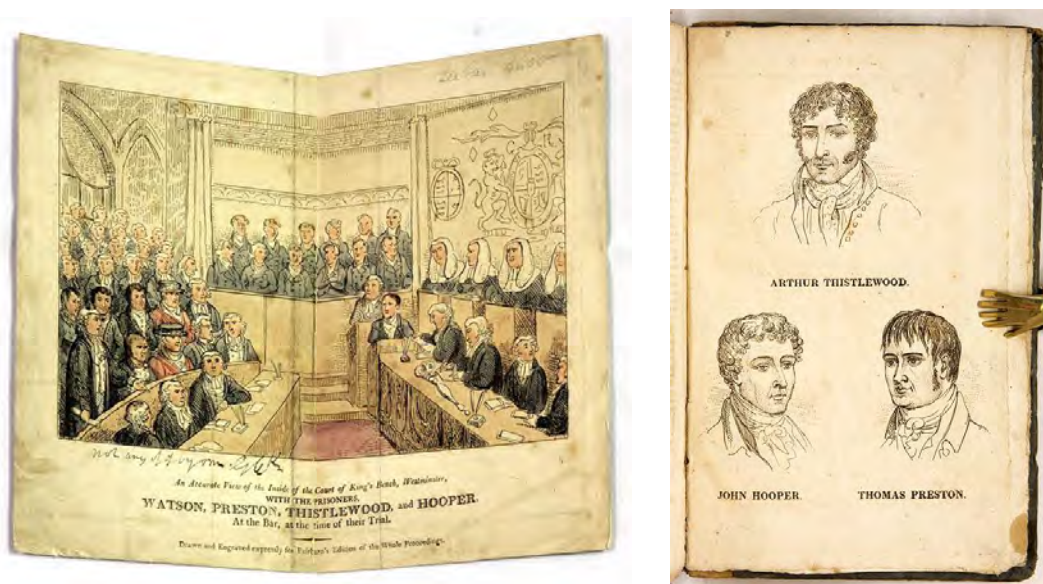 An Accurate View of the Inside of the Court of King's Bench, Westminster,
WITH THE PRISONERS,
WATSON, PRESTON, THISTLEWOOD, and HOOPER.
At the Bar, as the time of their Trial.
Drawn and Engraved expressly for Fairburn's Edition of the Whole Proceedings.
ARTHUR THISTLEWOOD.
JOHN HOOPER.
THOMAS PRESTON.